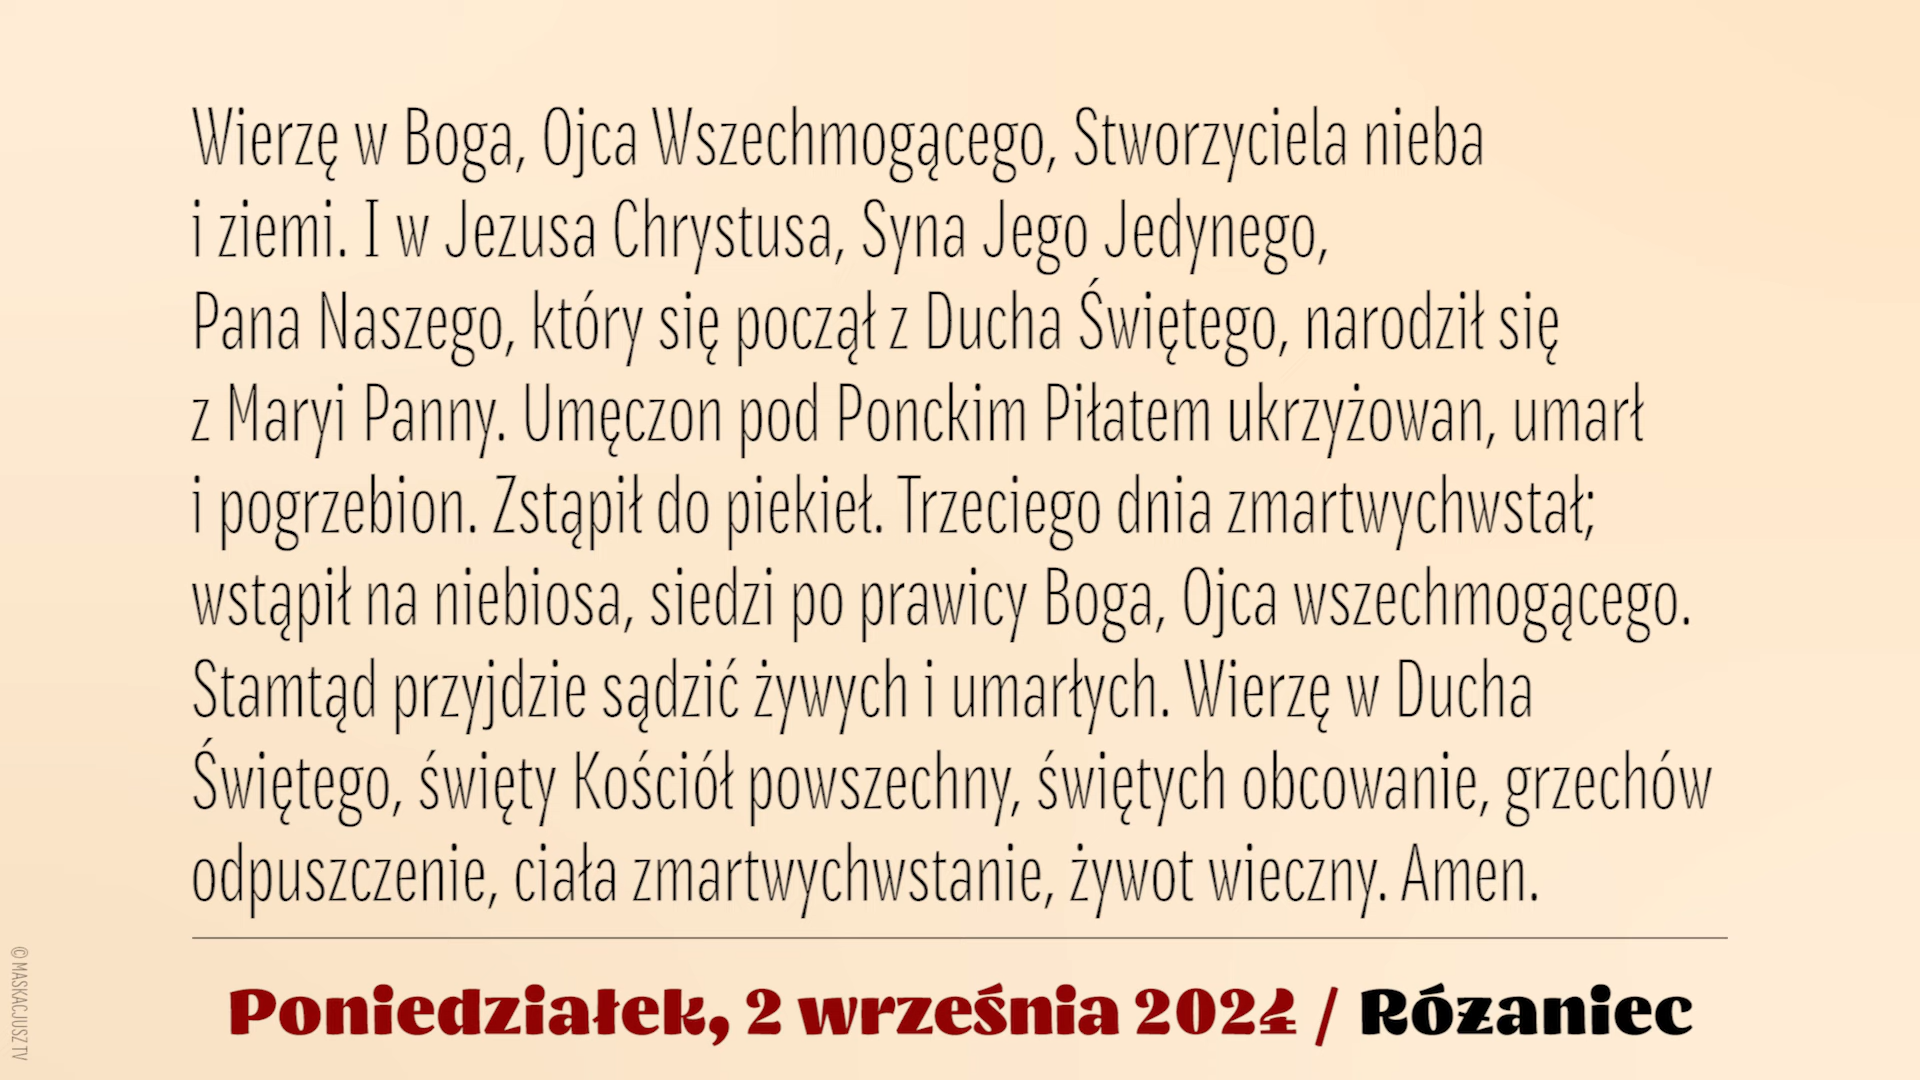 Wierzę w Boga, Ojca Wszechmogącego, Stworzyciela nieba
i ziemi. I w Jezusa Chrystusa, Syna Jego Jedynego,
Pana Naszego, który się począł z Ducha Świętego, narodził się
z Maryi Panny. Umęczon pod Ponckim Piłatem ukrzyżowan, umarł
i pogrzebion. Zstąpił do piekieł. Trzeciego dnia zmartwychwstał;
wstąpił na niebiosa, siedzi po prawicy Boga, Ojca wszechmogącego.
Stamtąd przyjdzie sądzić żywych i umarłych. Wierzę w Ducha
Świętego, święty Kościół powszechny, świętych obcowanie, grzechów
odpuszczenie, ciała zmartwychwstanie, żywot wieczny. Amen.
Poniedziałek, 2 września 2024 / Różaniec
© MASKACJUSZ TV